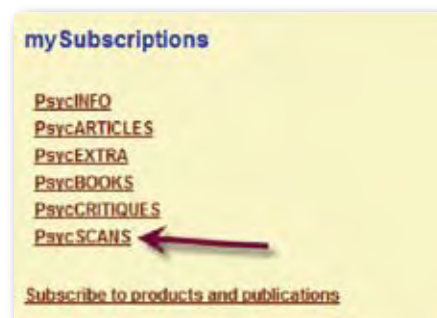 mySubscriptions
PsycINFO
PsycARTICLES
PsycEXTRA
PsycBOOKS
PsycCRITIQUES
PsycSCANS
Subscribe to products and publications